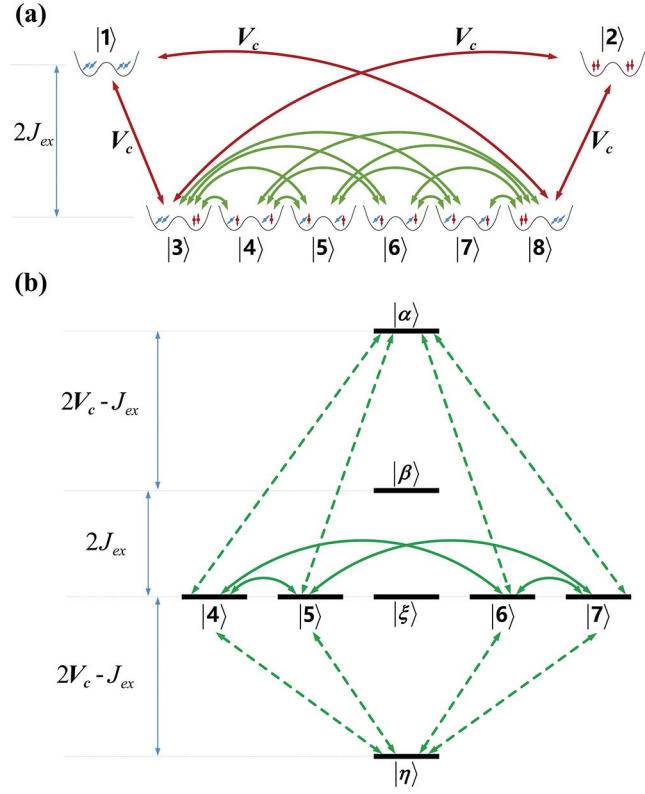 (a)
|1⟩ V_c V_c |2⟩
2J_ex V_c V_c
|3⟩ |4⟩ |5⟩ |6⟩ |7⟩ |8⟩
(b)
|α⟩
2V_c - J_ex
|β⟩
2J_ex
|4⟩ |5⟩ |ξ⟩ |6⟩ |7⟩
2V_c - J_ex
|η⟩